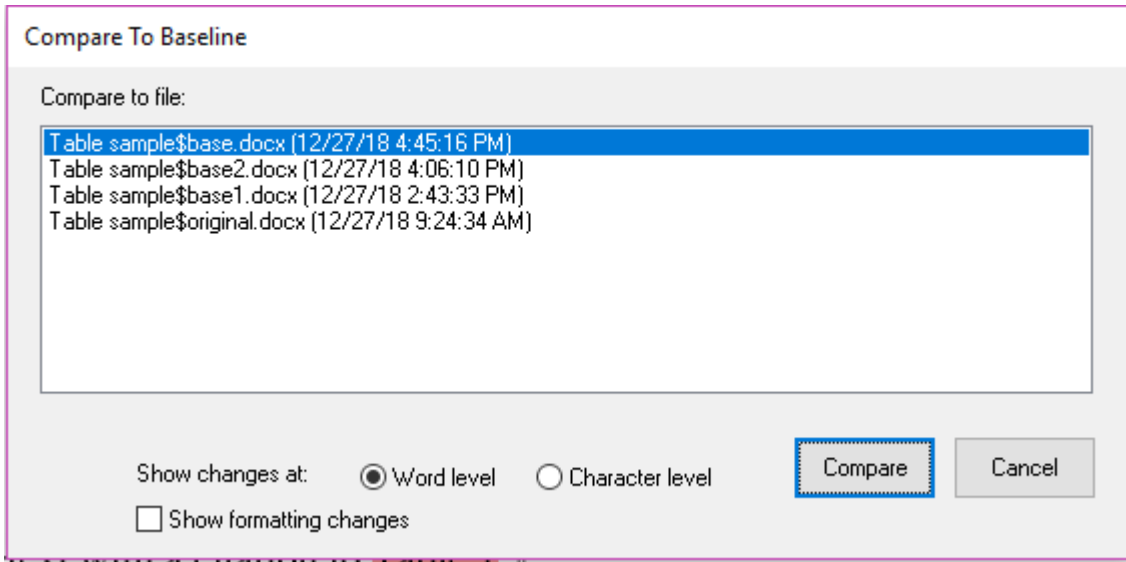 Compare To Baseline
Compare to file:
Table sample$base.docx (12/27/18 4:45:16 PM)
Table sample$base2.docx (12/27/18 4:06:10 PM)
Table sample$base1.docx (12/27/18 2:43:33 PM)
Table sample$original.docx (12/27/18 9:24:34 AM)
Show changes at: Word level Character level Compare Cancel
Show formatting changes